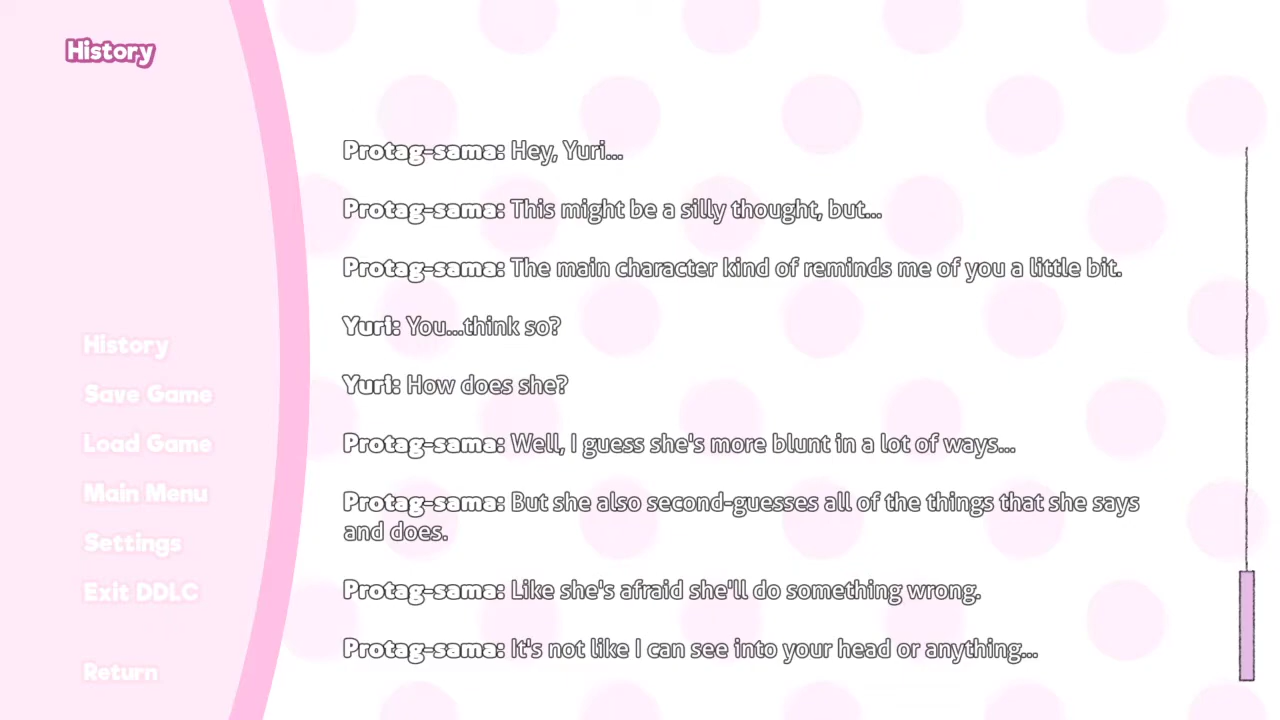 History
Protag-sama: Hey, Yuri...
Protag-sama: This might be a silly thought, but...
Protag-sama: The main character kind of reminds me of you a little bit.
Yuri: You...think so?
Yuri: How does she?
Protag-sama: Well, I guess she's more blunt in a lot of ways...
Protag-sama: But she also second-guesses all of the things that she says
and does.
Protag-sama: Like she's afraid she'll do something wrong.
Protag-sama: It's not like I can see into your head or anything...
History
Save Game
Load Game
Main Menu
Settings
Exit DDLC
Return